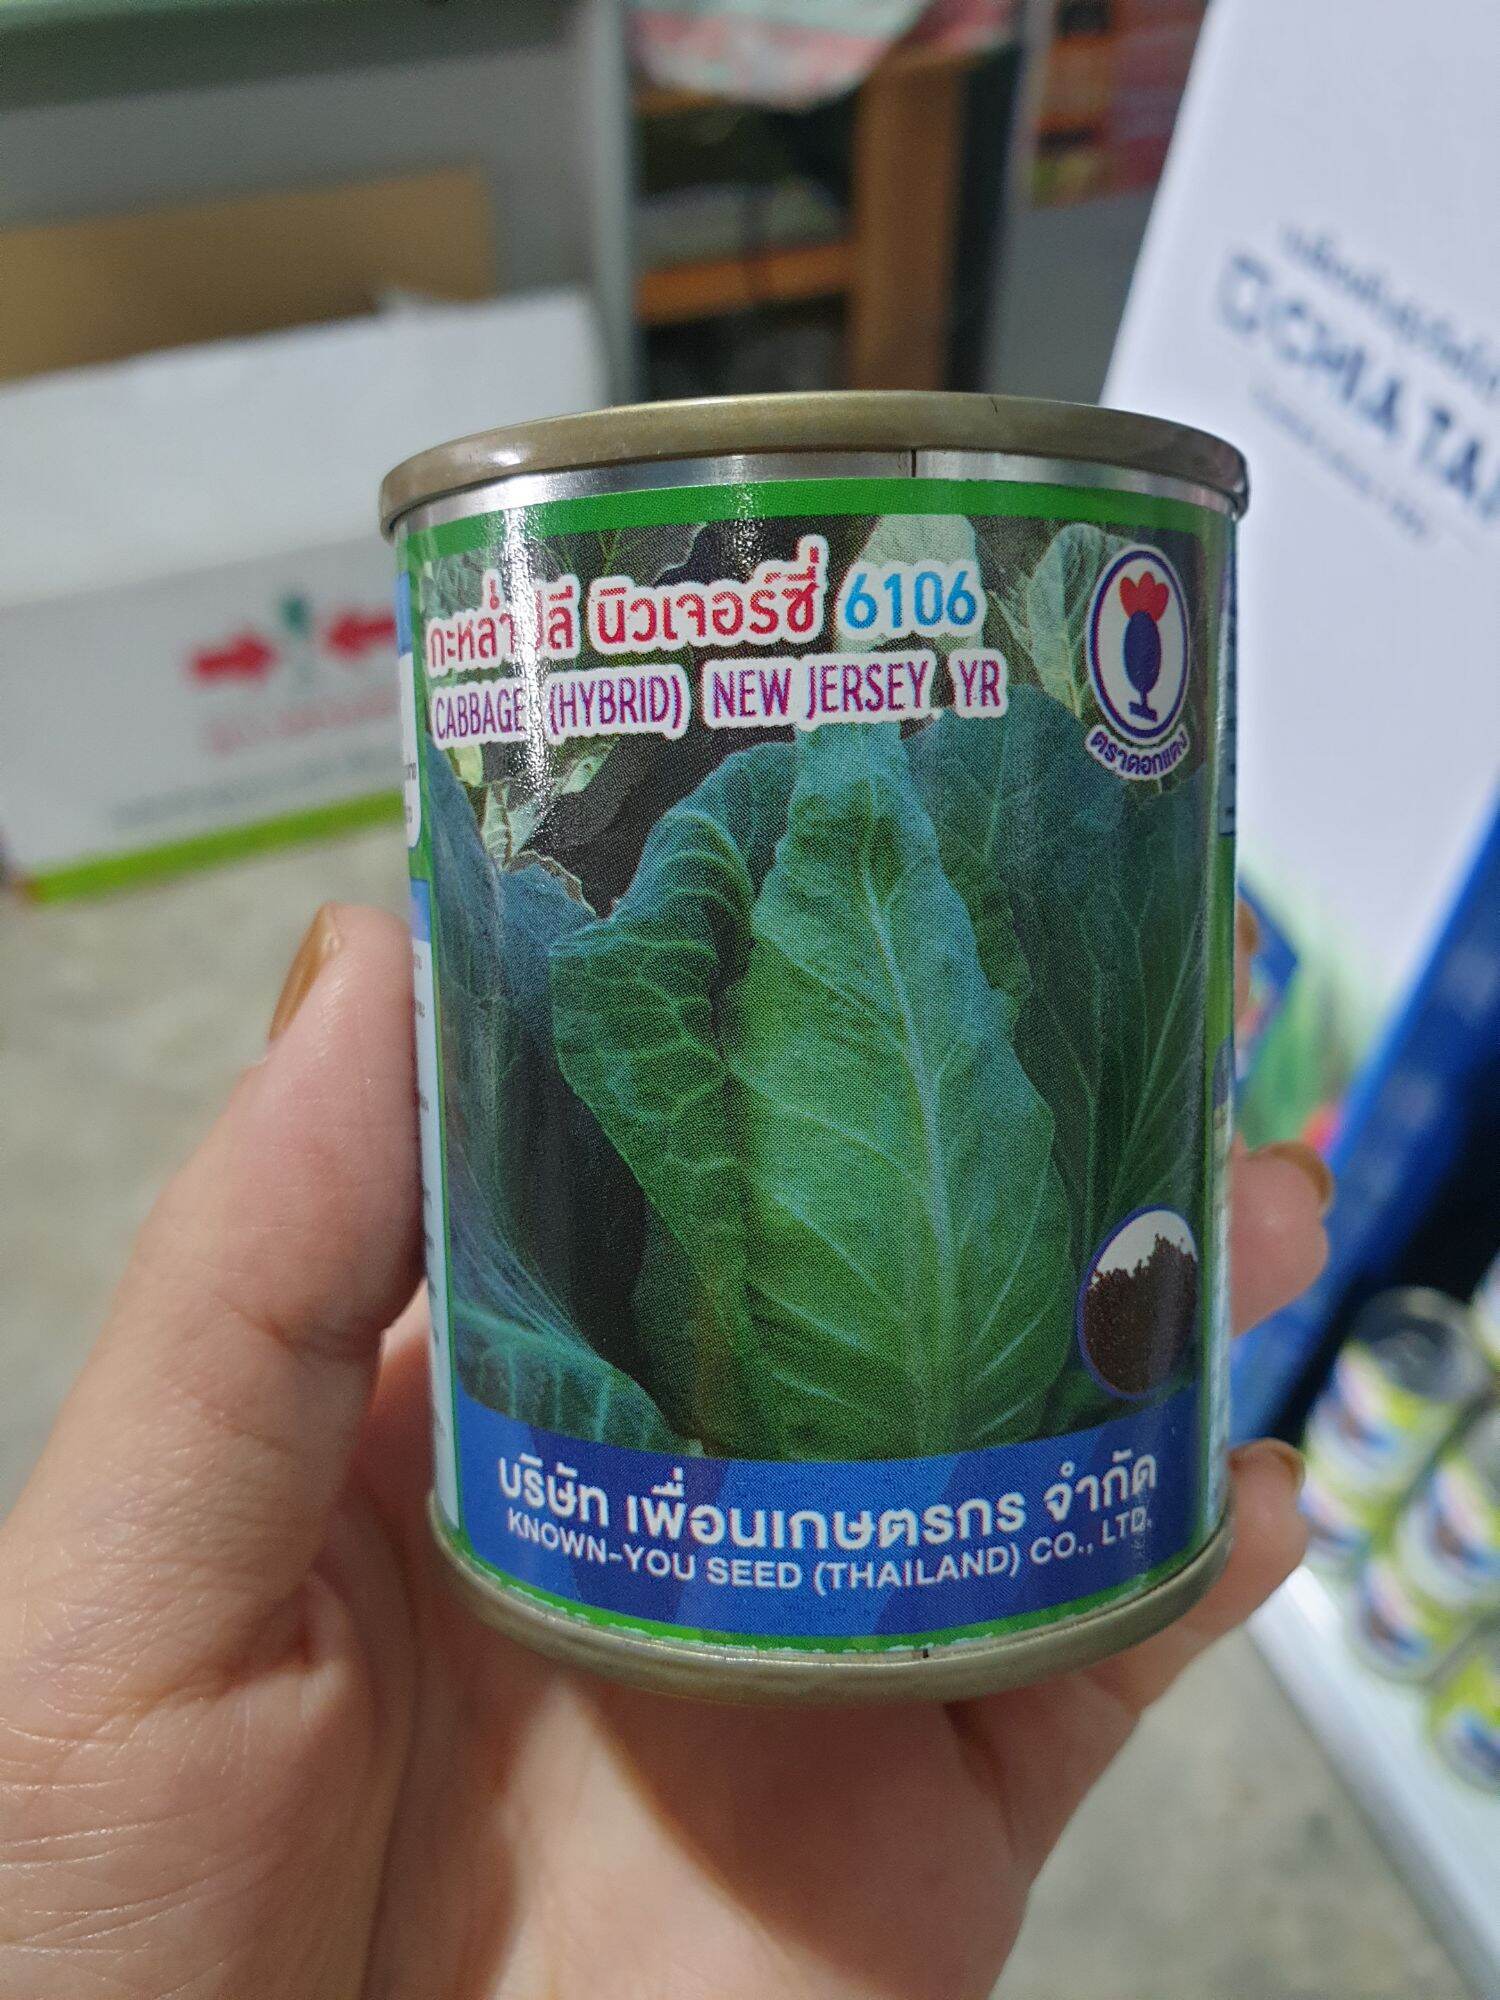 กะหล่ำปลี นิวเจอร์ซี่ 6106
CABBAGE (HYBRID) NEW JERSEY YR
ตราดอกแดง
บริษัท เพื่อนเกษตรกร จำกัด
KNOWN-YOU SEED (THAILAND) CO., LTD.
CHIA TAI